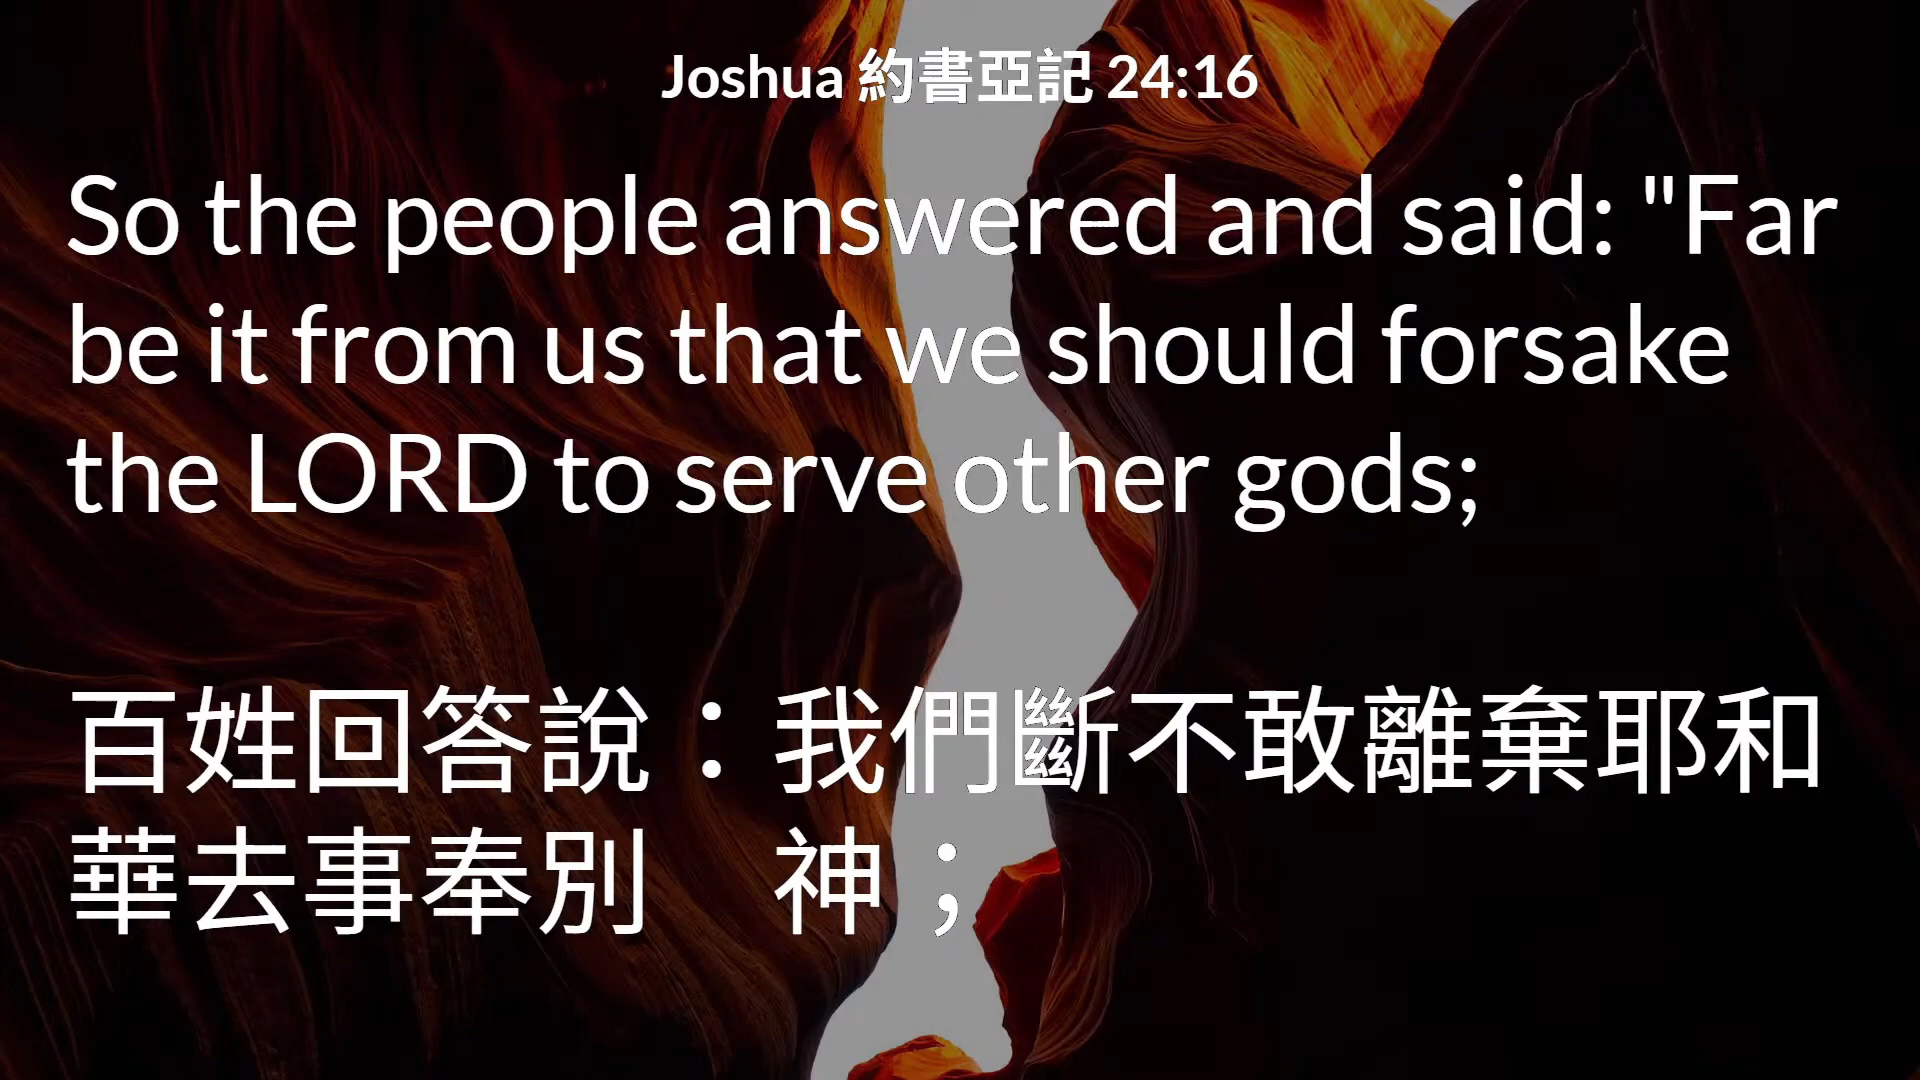 Joshua 約書亞記 24:16
So the people answered and said: "Far
be it from us that we should forsake
the LORD to serve other gods;
百姓回答說：我們斷不敢離棄耶和
華去事奉別　神；